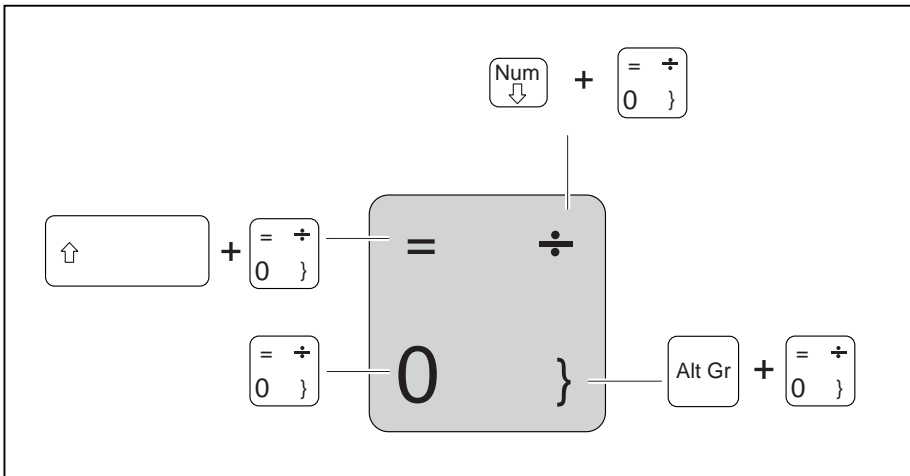 Num + = ÷
0 }
⇧ + = ÷
0 }
= ÷
0 }
= ÷
0 }
Alt Gr + = ÷
0 }